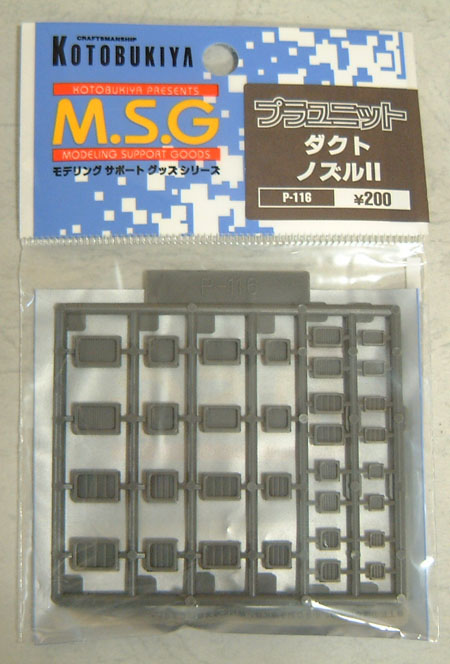 CRAFTSMANSHIP
KOTOBUKIYA
KOTOBUKIYA PRESENTS
M.S.G
MODELING SUPPORT GOODS
モデリング サポート グッズ シリーズ
プラユニット
ダクト
ノズルII
P-116 ¥200
P-116